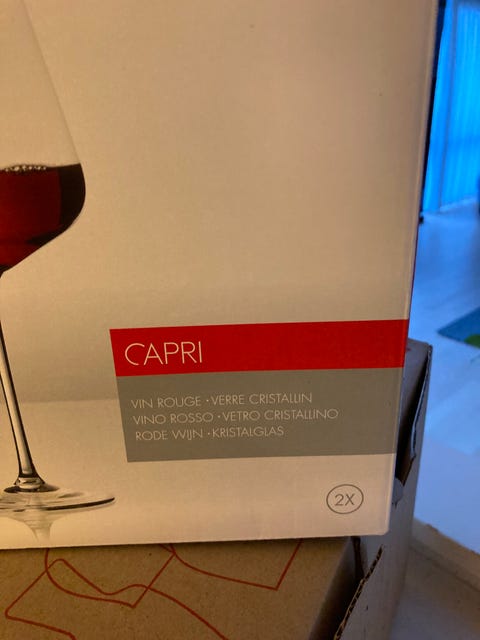 CAPRI
VIN ROUGE • VERRE CRISTALLIN
VINO ROSSO • VETRO CRISTALLINO
RODE WIJN • KRISTALGLAS
2X